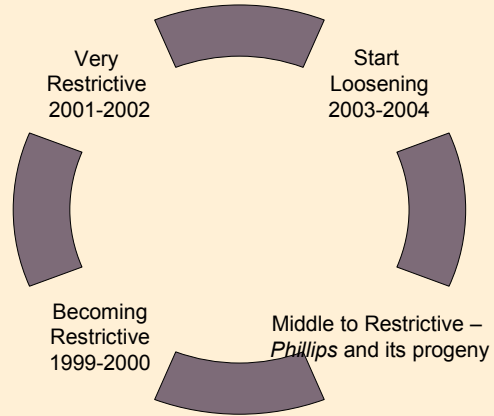 Very
Restrictive
2001-2002
Start
Loosening
2003-2004
Becoming
Restrictive
1999-2000
Middle to Restrictive –
Phillips and its progeny